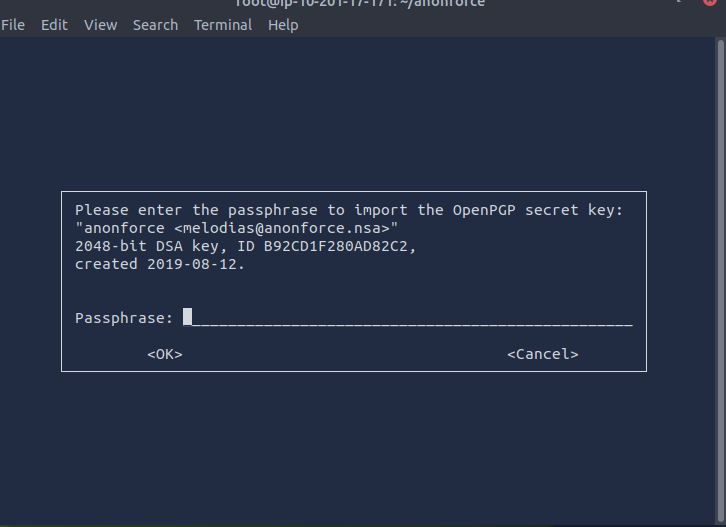 root@ip-10-201-17-171: ~/anonforce
File Edit View Search Terminal Help
Please enter the passphrase to import the OpenPGP secret key:
"anonforce <melodias@anonforce.nsa>"
2048-bit DSA key, ID B92CD1F280AD82C2,
created 2019-08-12.
Passphrase: _________________________________________________
<OK> <Cancel>